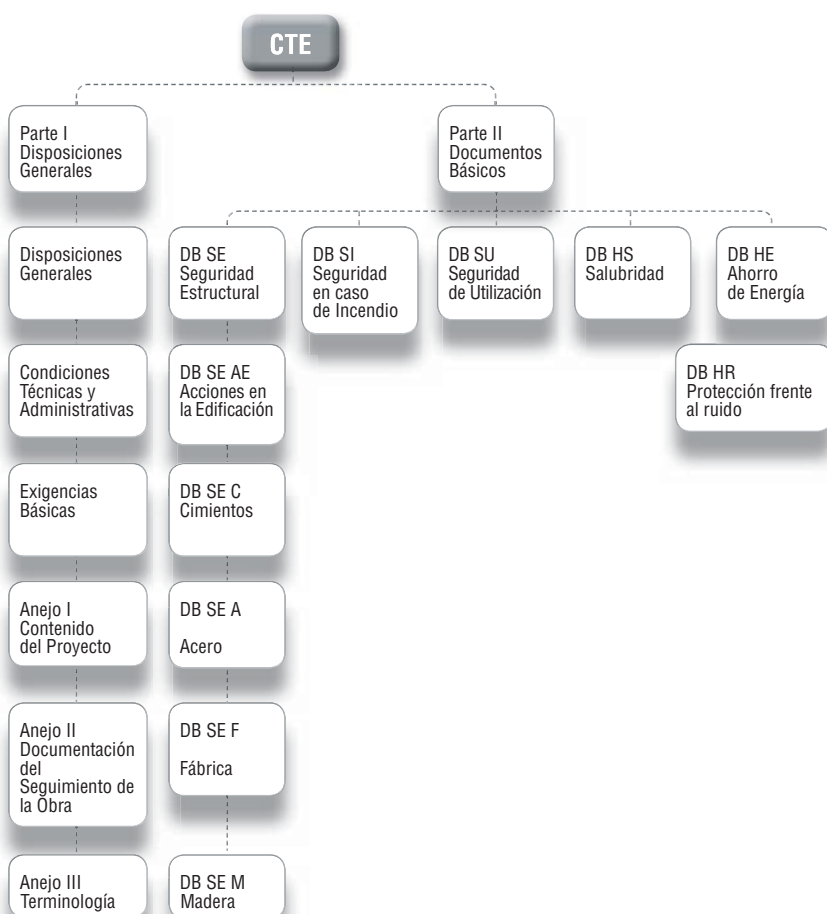 CTE
Parte I
Disposiciones
Generales
Parte II
Documentos
Básicos
Disposiciones
Generales
DB SE
Seguridad
Estructural
DB SI
Seguridad
en caso
de Incendio
DB SU
Seguridad
de Utilización
DB HS
Salubridad
DB HE
Ahorro
de Energía
Condiciones
Técnicas y
Administrativas
DB SE AE
Acciones en
la Edificación
DB HR
Protección frente
al ruido
Exigencias
Básicas
DB SE C
Cimientos
Anejo I
Contenido
del Proyecto
DB SE A
Acero
Anejo II
Documentación
del
Seguimiento de
la Obra
DB SE F
Fábrica
Anejo III
Terminología
DB SE M
Madera